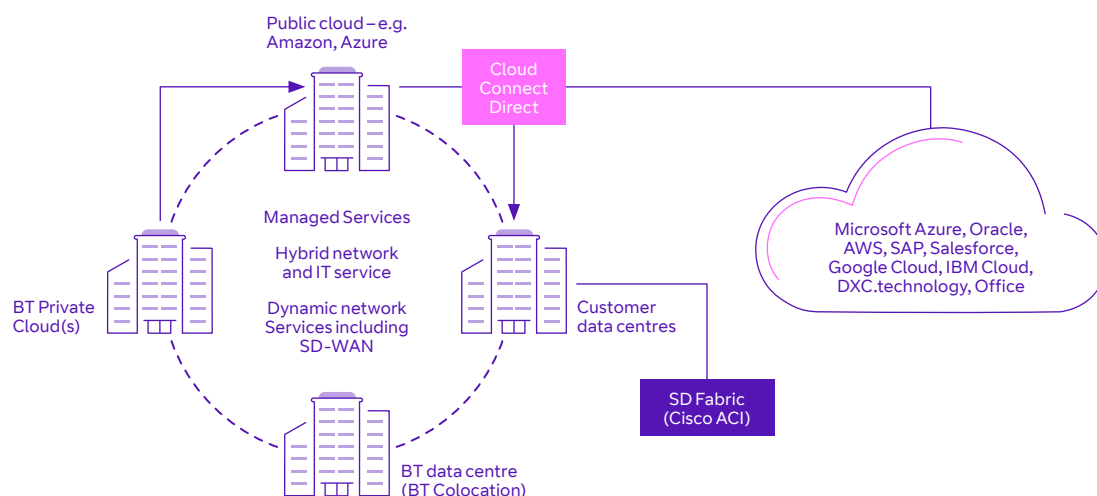 Public cloud – e.g.
Amazon, Azure
Cloud
Connect
Direct
Managed Services
Hybrid network
and IT service
Dynamic network
Services including
SD-WAN
BT Private
Cloud(s)
Customer
data centres
Microsoft Azure, Oracle,
AWS, SAP, Salesforce,
Google Cloud, IBM Cloud,
DXC.technology, Office
SD Fabric
(Cisco ACI)
BT data centre
(BT Colocation)